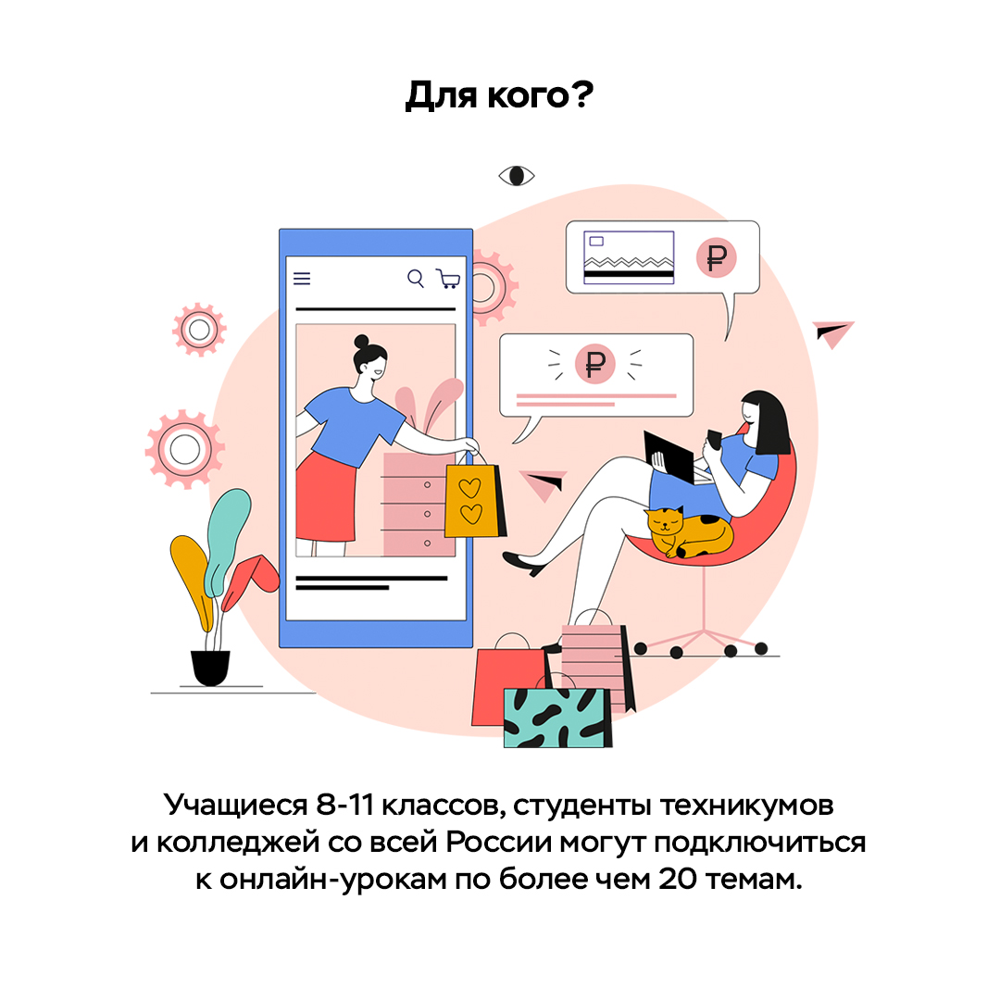 Для кого?
₽
₽
Учащиеся 8-11 классов, студенты техникумов
и колледжей со всей России могут подключиться
к онлайн-урокам по более чем 20 темам.